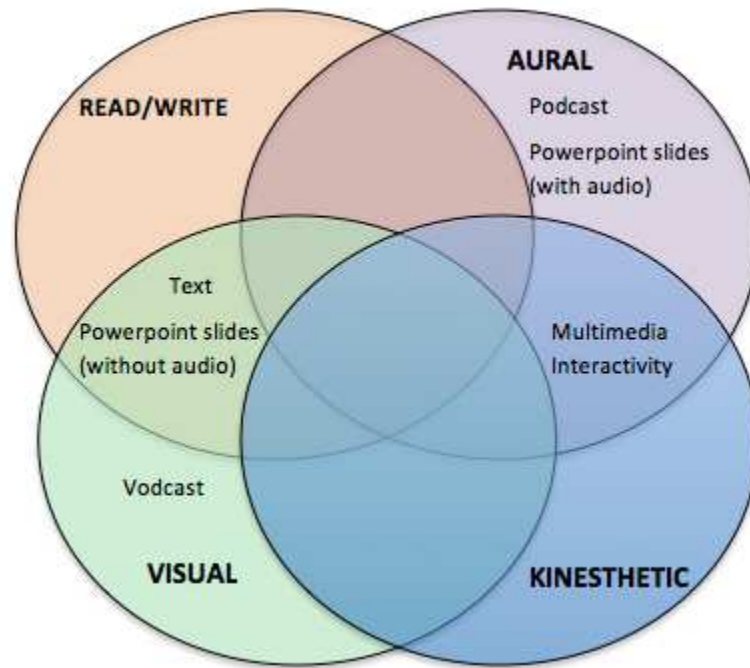 READ/WRITE
AURAL
Podcast
Powerpoint slides
(with audio)
Text
Powerpoint slides
(without audio)
Multimedia
Interactivity
Vodcast
VISUAL
KINESTHETIC